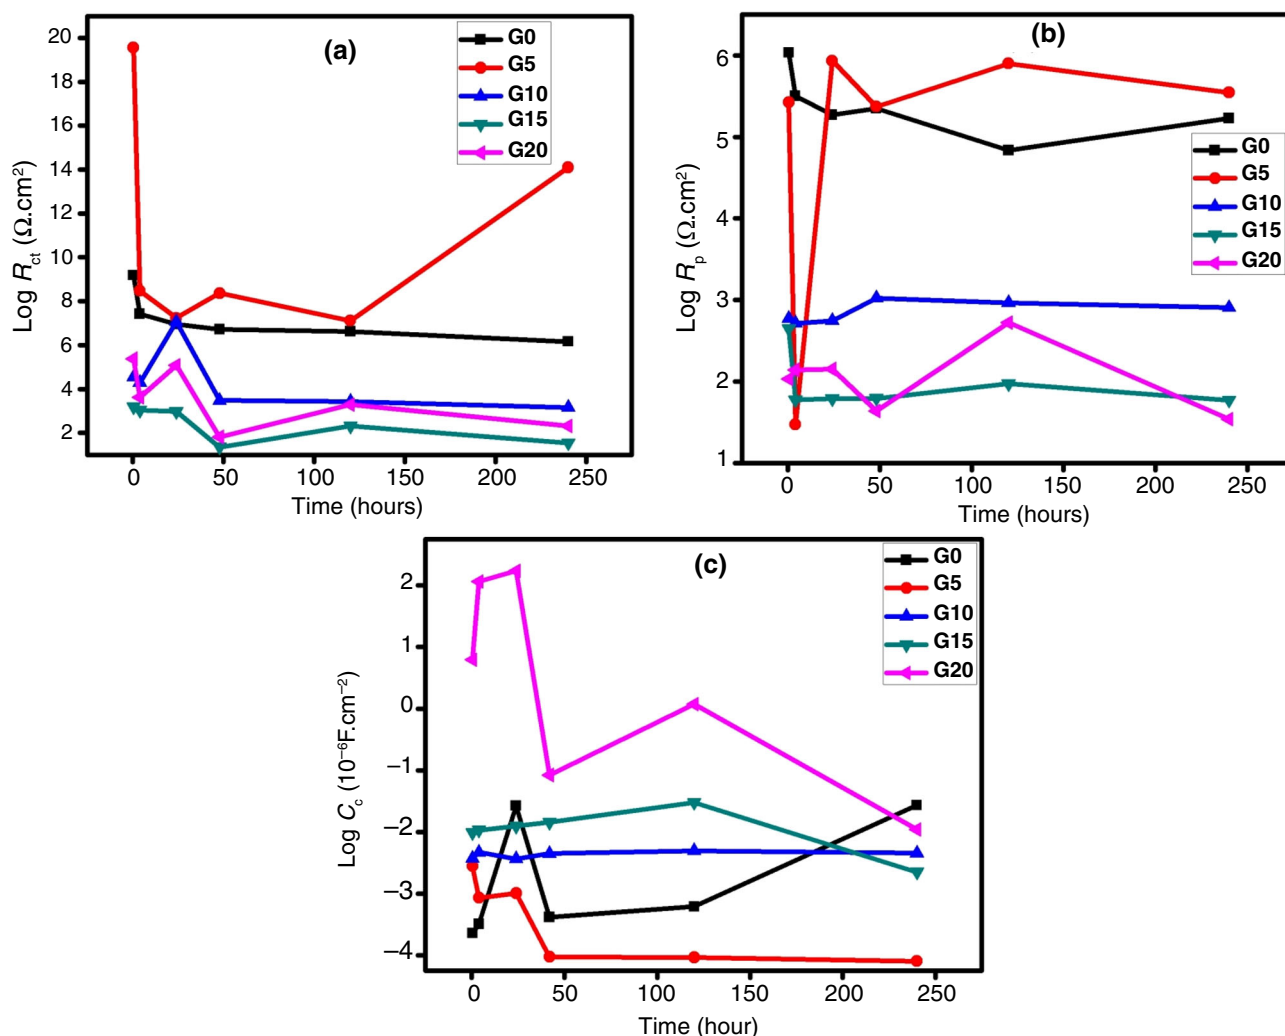 (a)
G0
G5
G10
G15
G20
20
18
16
14
12
10
8
6
4
2
Log Rct (Ω.cm²)
0
50
100
150
200
250
Time (hours)
(b)
G0
G5
G10
G15
G20
6
5
4
3
2
1
Log Rp (Ω.cm²)
0
50
100
150
200
250
Time (hours)
(c)
G0
G5
G10
G15
G20
2
1
0
−1
−2
−3
−4
Log Cc (10⁻⁶F.cm⁻²)
0
50
100
150
200
250
Time (hour)